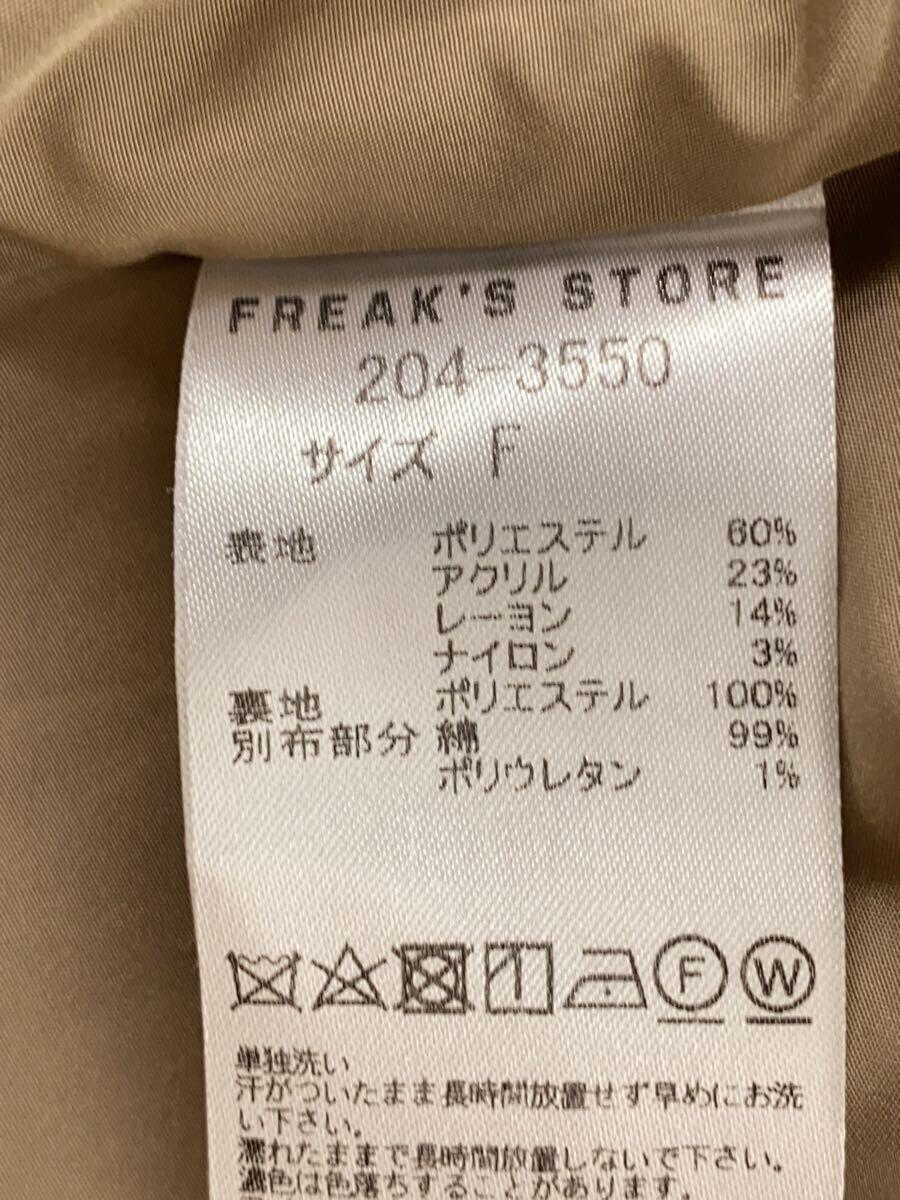 FREAK'S STORE
204-3550
サイズ F
表地 ポリエステル 60%
アクリル 23%
レーヨン 14%
ナイロン 3%
裏地 ポリエステル 100%
別布部分 綿 99%
ポリウレタン 1%
F W
単独洗い
汗がついたまま長時間放置せず早めにお洗
い下さい。
濡れたままで長時間放置しないで下さい。
濃色は色落ちすることがあります。